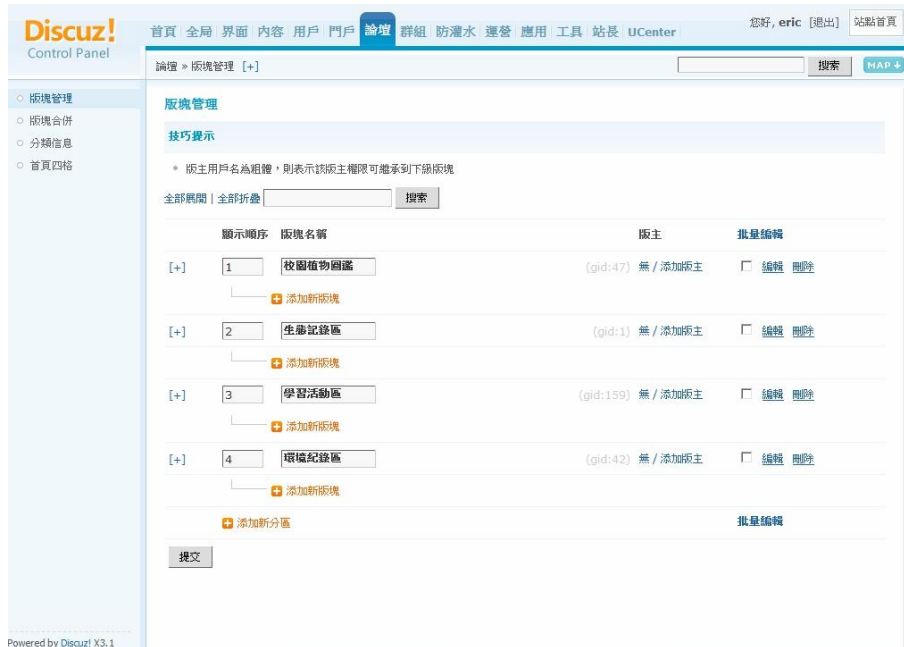 Discuz!
Control Panel
首頁 全局 界面 內容 用戶 門戶 論壇 群組 防灌水 運營 應用 工具 站長 UCenter
您好, eric [退出] 站點首頁
論壇 » 版塊管理 [+]
搜索
MAP
版塊管理
版塊合併
分類信息
首頁四格
版塊管理
技巧提示
版主用戶名為粗體，則表示該版主權限可繼承到下級版塊
全部展開 | 全部折疊 搜索
顯示順序 版塊名稱 版主 批量編輯
[+] 1 校園植物圖鑑 (gid:47) 無 / 添加版主 編輯 刪除
添加新版塊
[+] 2 生態記錄區 (gid:1) 無 / 添加版主 編輯 刪除
添加新版塊
[+] 3 學習活動區 (gid:159) 無 / 添加版主 編輯 刪除
添加新版塊
[+] 4 環境紀錄區 (gid:42) 無 / 添加版主 編輯 刪除
添加新版塊
添加新分區 批量編輯
提交
Powered by Discuz! X3.1